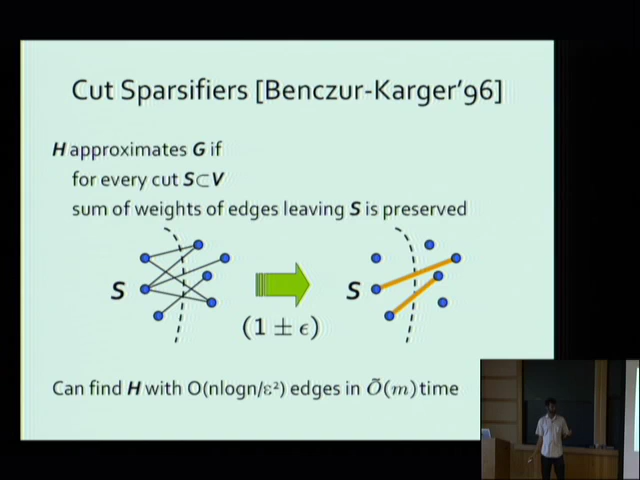 Cut Sparsifiers [Benczur-Karger'96]
H approximates G if
for every cut S⊂V
sum of weights of edges leaving S is preserved
S
S
(1 ± ϵ)
Can find H with O(nlogn/ε²) edges in Õ(m) time